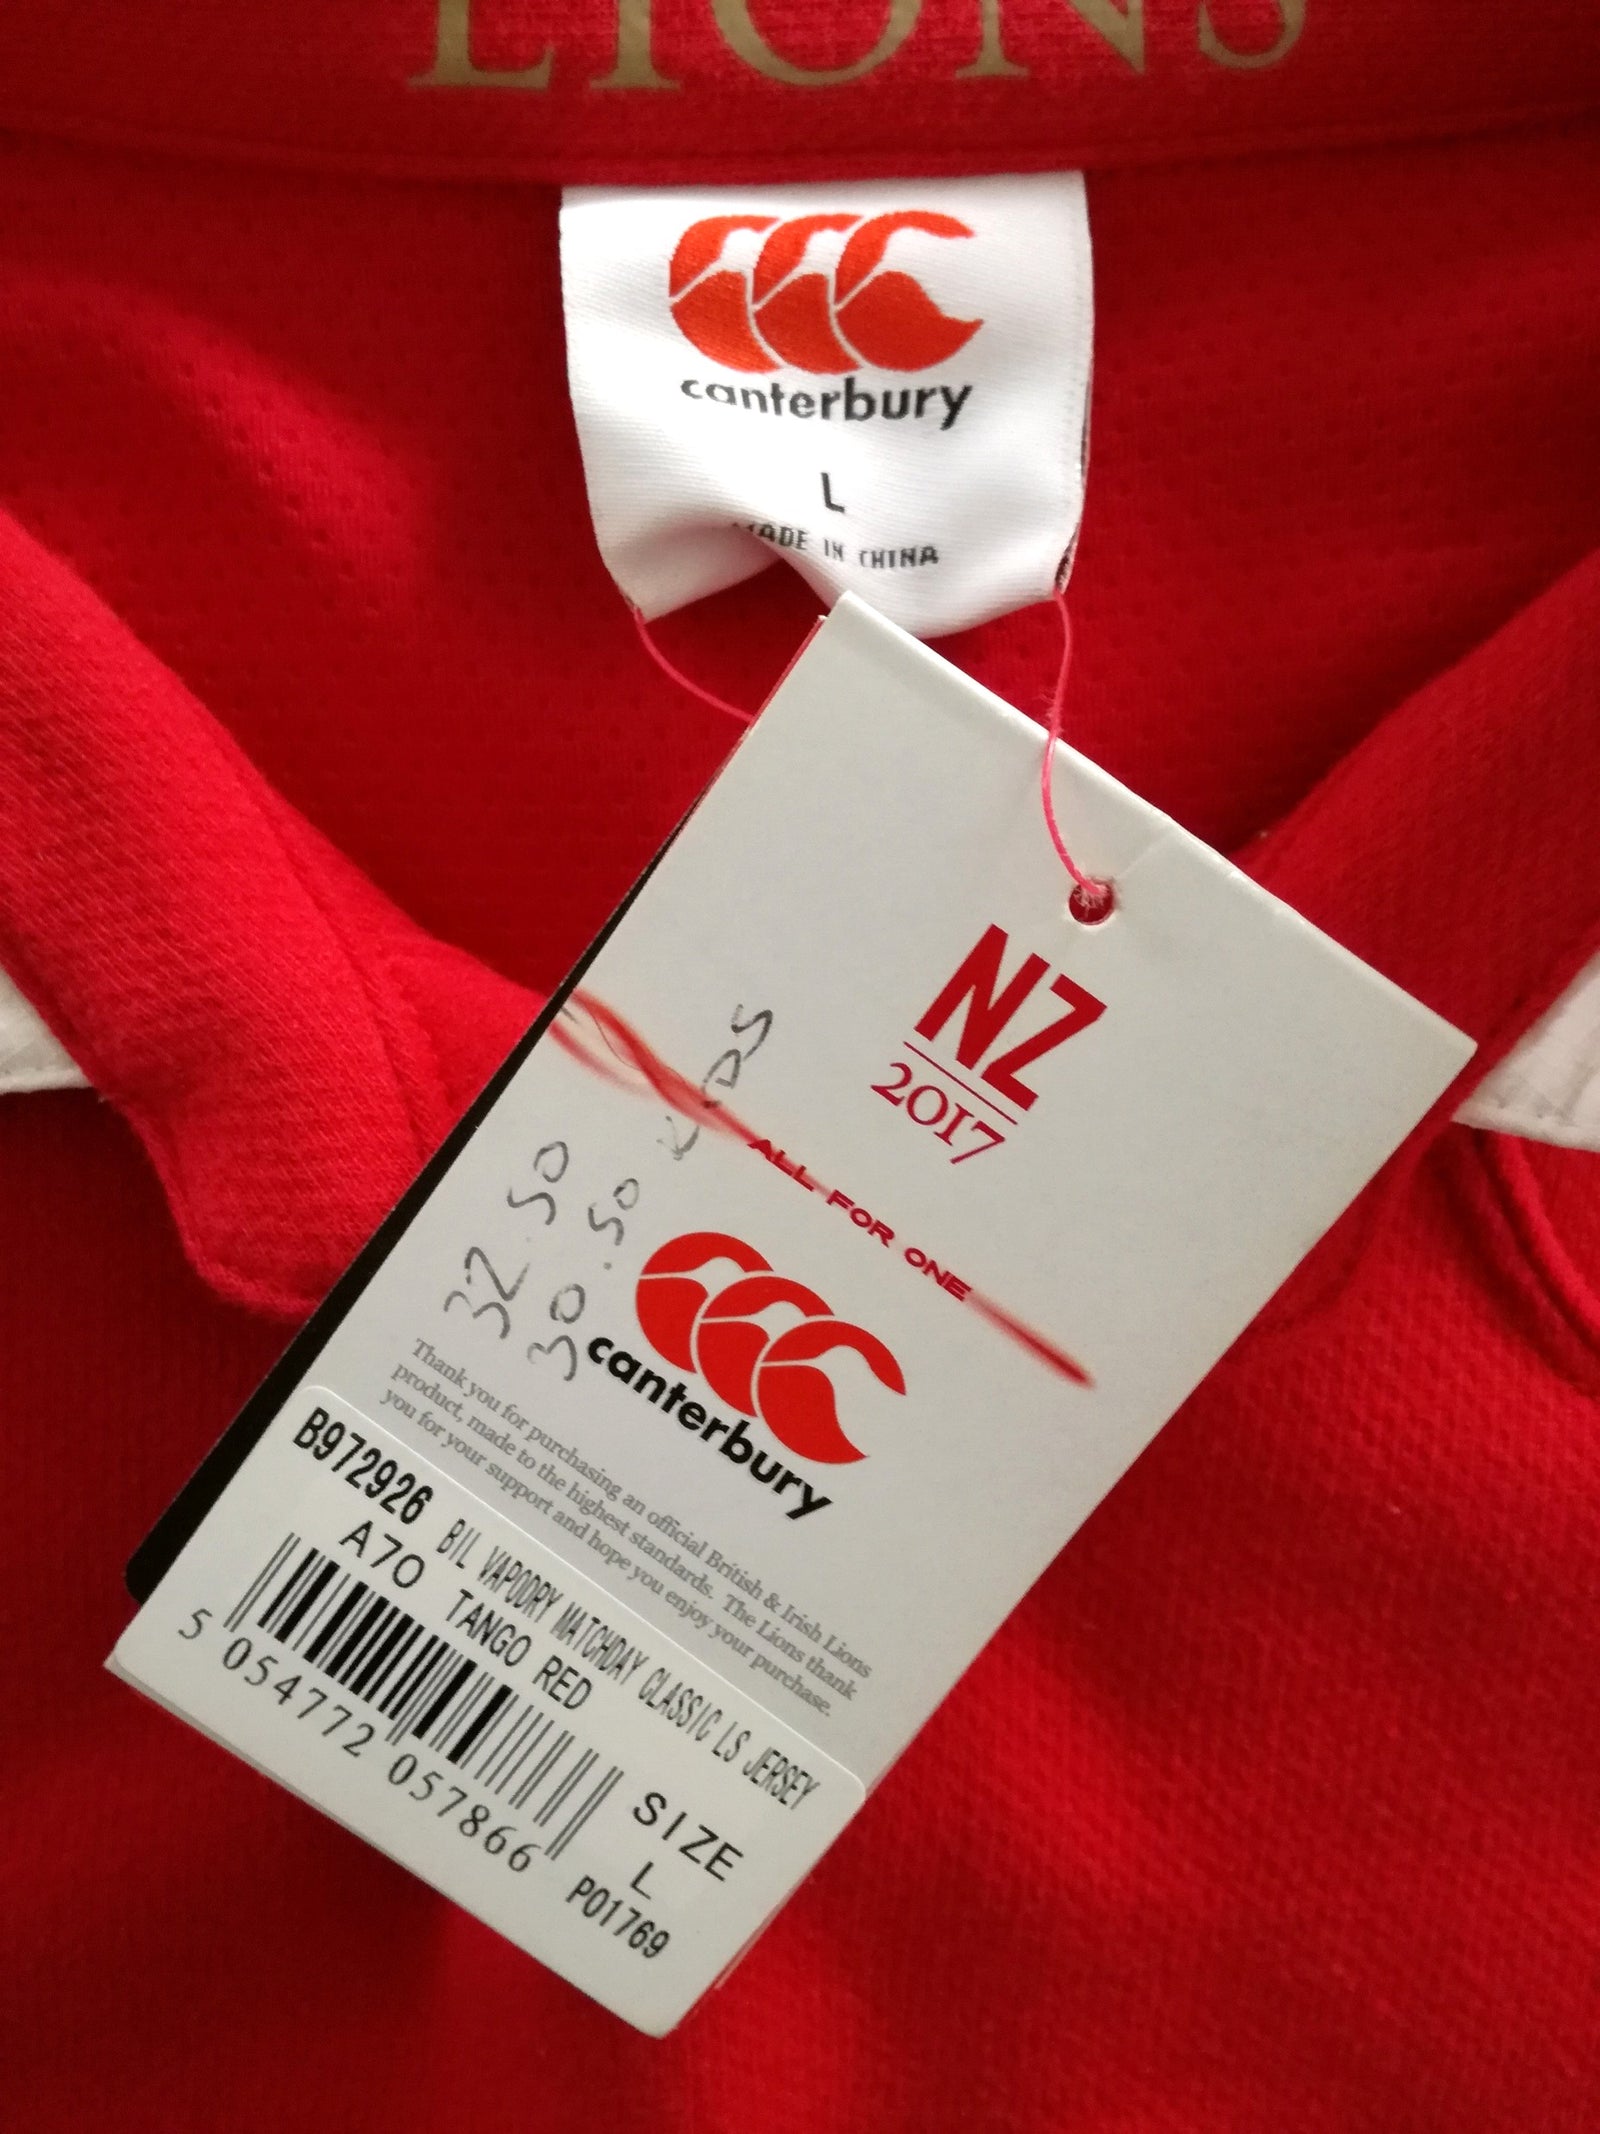 LIONS
canterbury
L
MADE IN CHINA
NZ
2017
ALL FOR ONE
32.50
30.50 KIDS
canterbury
Thank you for purchasing an official British & Irish Lions
product, made to the highest standards. The Lions thank
you for your support and hope you enjoy your purchase.
B972926 BIL VAPODRY MATCHDAY CLASSIC LS JERSEY
A70 TANGO RED
SIZE
L
5 054772 057866
P01769